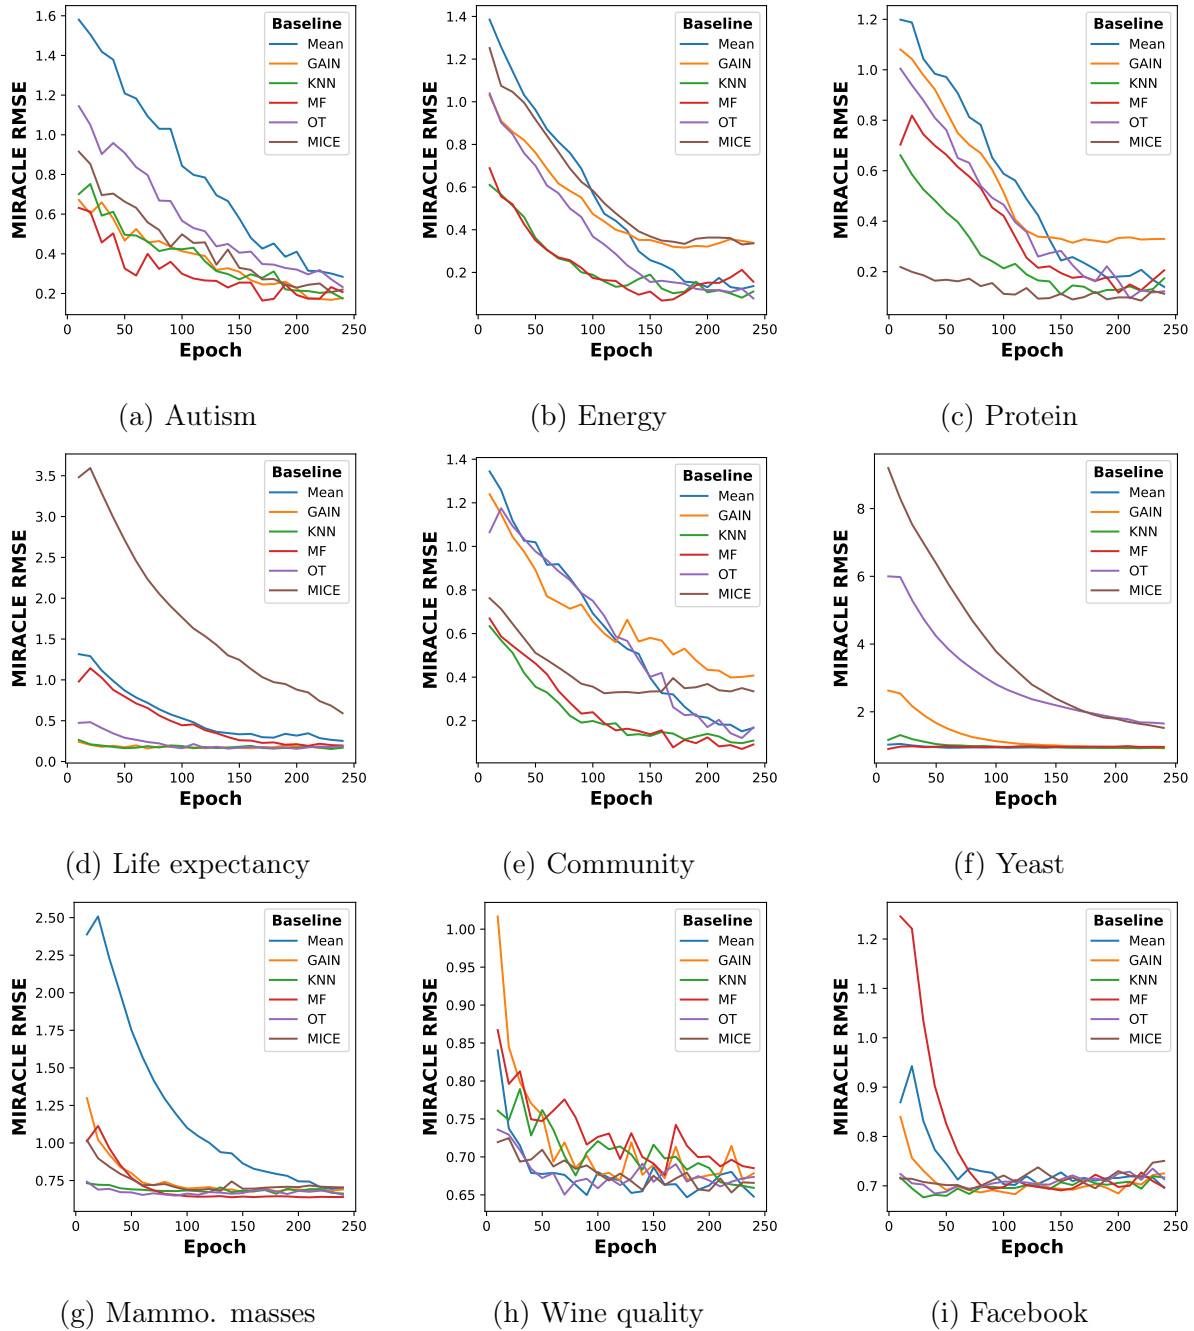 Baseline
Mean
GAIN
KNN
MF
OT
MICE
MIRACLE RMSE
1.6
1.4
1.2
1.0
0.8
0.6
0.4
0.2
0 50 100 150 200 250
Epoch
(a) Autism
Baseline
Mean
GAIN
KNN
MF
OT
MICE
MIRACLE RMSE
1.4
1.2
1.0
0.8
0.6
0.4
0.2
0 50 100 150 200 250
Epoch
(b) Energy
Baseline
Mean
GAIN
KNN
MF
OT
MICE
MIRACLE RMSE
1.2
1.0
0.8
0.6
0.4
0.2
0 50 100 150 200 250
Epoch
(c) Protein
Baseline
Mean
GAIN
KNN
MF
OT
MICE
MIRACLE RMSE
3.5
3.0
2.5
2.0
1.5
1.0
0.5
0.0
0 50 100 150 200 250
Epoch
(d) Life expectancy
Baseline
Mean
GAIN
KNN
MF
OT
MICE
MIRACLE RMSE
1.4
1.2
1.0
0.8
0.6
0.4
0.2
0 50 100 150 200 250
Epoch
(e) Community
Baseline
Mean
GAIN
KNN
MF
OT
MICE
MIRACLE RMSE
8
6
4
2
0 50 100 150 200 250
Epoch
(f) Yeast
Baseline
Mean
GAIN
KNN
MF
OT
MICE
MIRACLE RMSE
2.50
2.25
2.00
1.75
1.50
1.25
1.00
0.75
0 50 100 150 200 250
Epoch
(g) Mammo. masses
Baseline
Mean
GAIN
KNN
MF
OT
MICE
MIRACLE RMSE
1.00
0.95
0.90
0.85
0.80
0.75
0.70
0.65
0 50 100 150 200 250
Epoch
(h) Wine quality
Baseline
Mean
GAIN
KNN
MF
OT
MICE
MIRACLE RMSE
1.2
1.1
1.0
0.9
0.8
0.7
0 50 100 150 200 250
Epoch
(i) Facebook